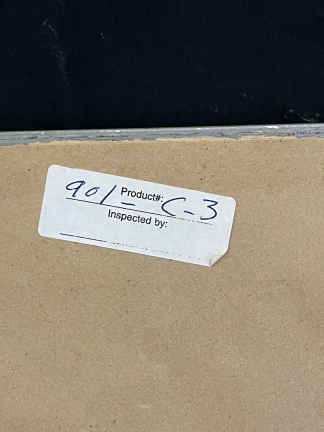 901- Product#: C-3
Inspected by: